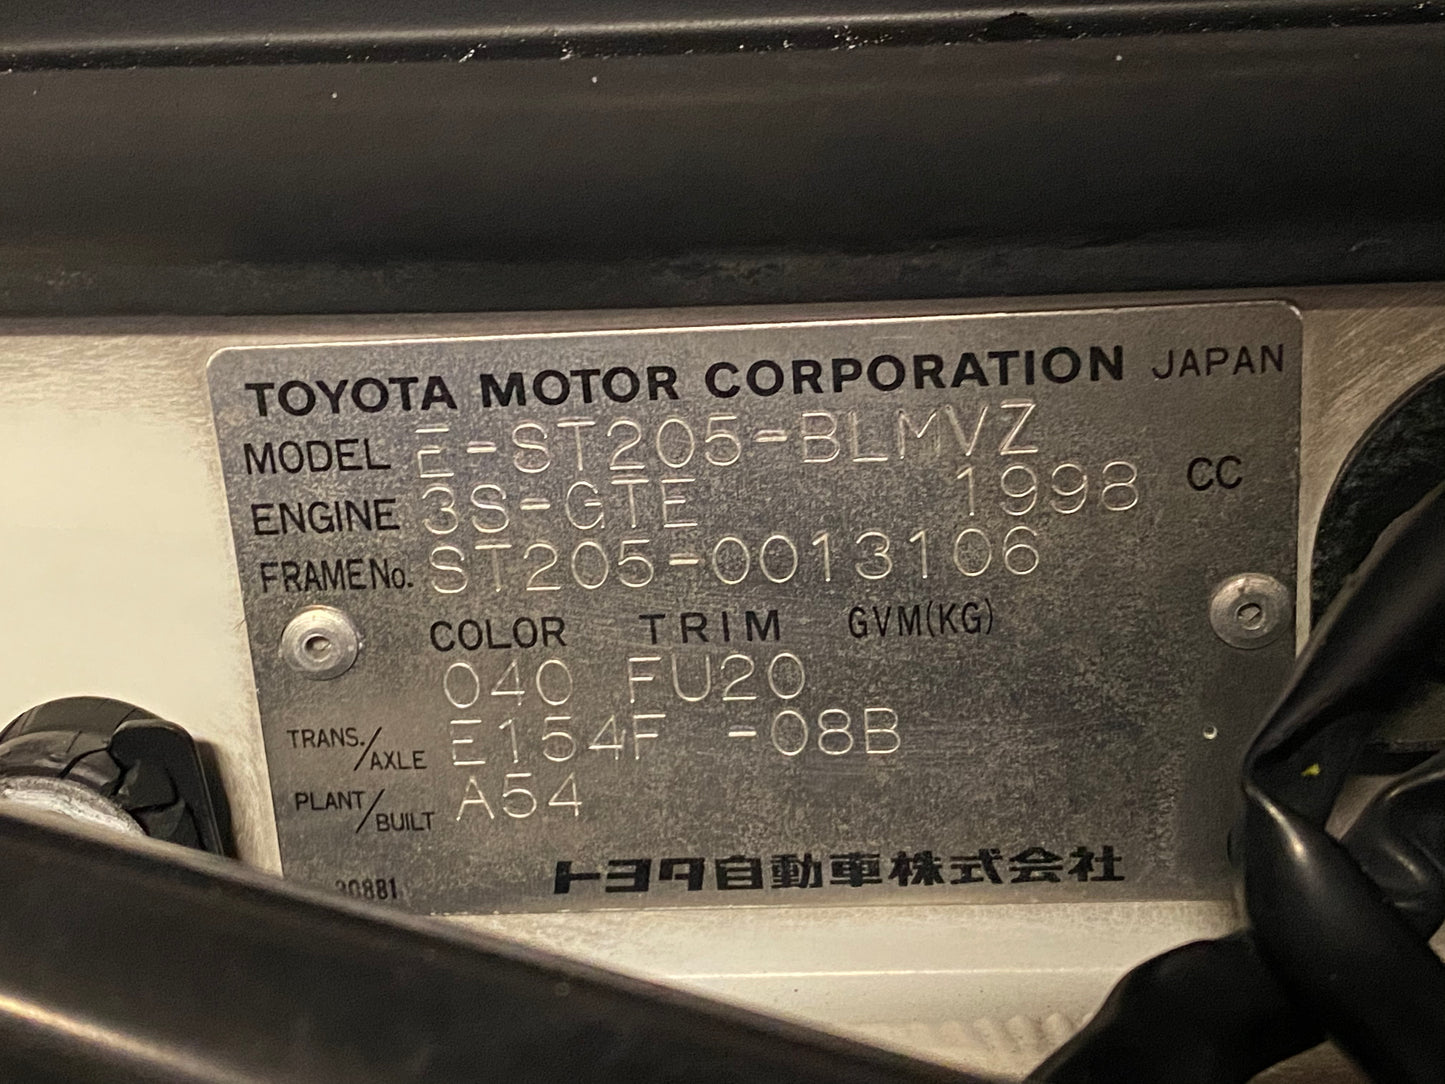 TOYOTA MOTOR CORPORATION JAPAN
MODEL E-ST205-BLMVZ
ENGINE 3S-GTE 1998 CC
FRAME No. ST205-0013106
COLOR TRIM GVM(KG)
040 FU20
TRANS./AXLE E154F -08B
PLANT/BUILT A54
トヨタ自動車株式会社